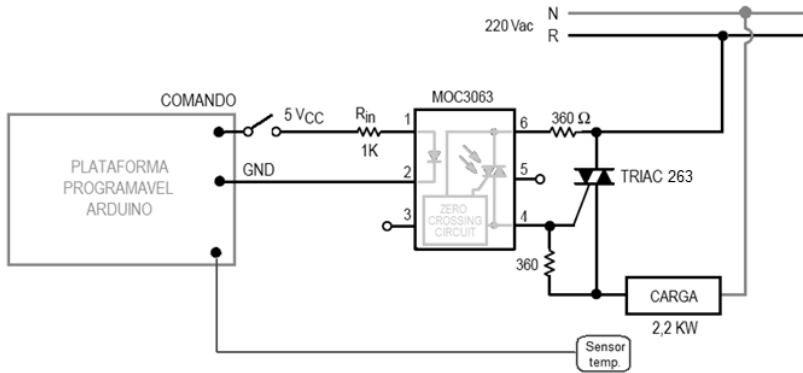 220 Vac
N
R
COMANDO
5 VCC
Rin
1K
MOC3063
1
2
3
6
5
4
360 Ω
PLATAFORMA
PROGRAMAVEL
ARDUINO
GND
ZERO
CROSSING
CIRCUIT
TRIAC 263
360
CARGA
2,2 KW
Sensor
temp.